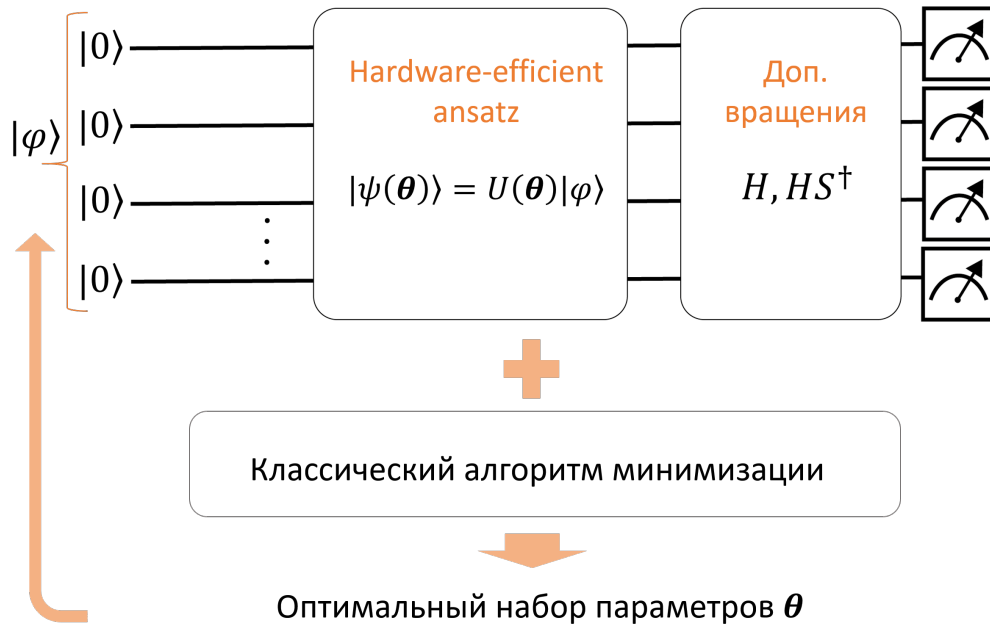 |0⟩
|0⟩
|φ⟩
|0⟩
|0⟩
Hardware-efficient
ansatz
|ψ(θ)⟩ = U(θ)|φ⟩
Доп.
вращения
H, HS†
Классический алгоритм минимизации
Оптимальный набор параметров θ